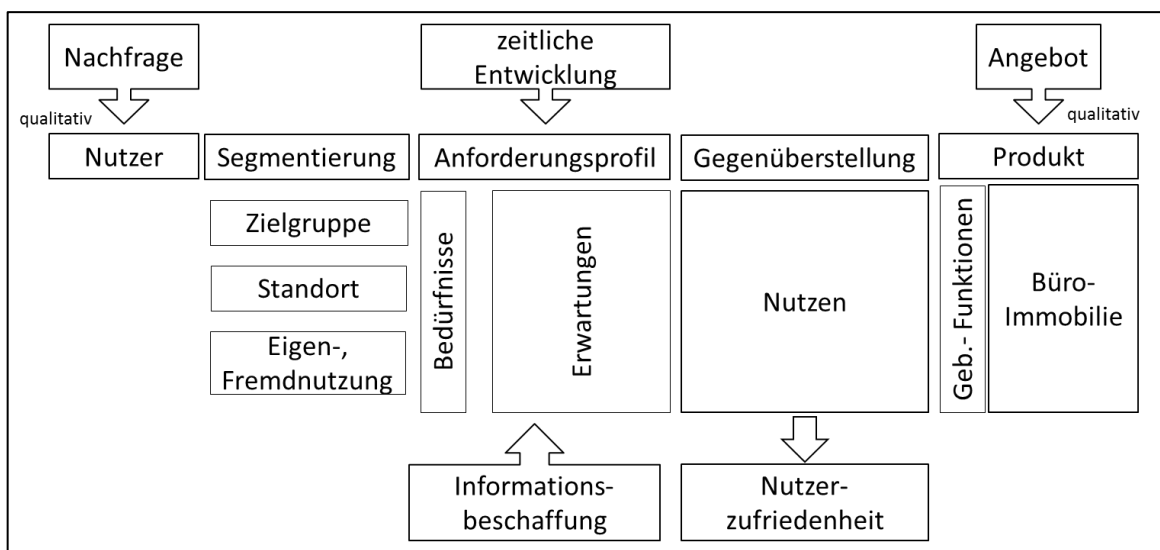 Nachfrage
zeitliche
Entwicklung
Angebot
qualitativ
qualitativ
Nutzer
Segmentierung
Anforderungsprofil
Gegenüberstellung
Produkt
Zielgruppe
Standort
Eigen-,
Fremdnutzung
Bedürfnisse
Erwartungen
Nutzen
Geb.- Funktionen
Büro-
Immobilie
Informations-
beschaffung
Nutzer-
zufriedenheit